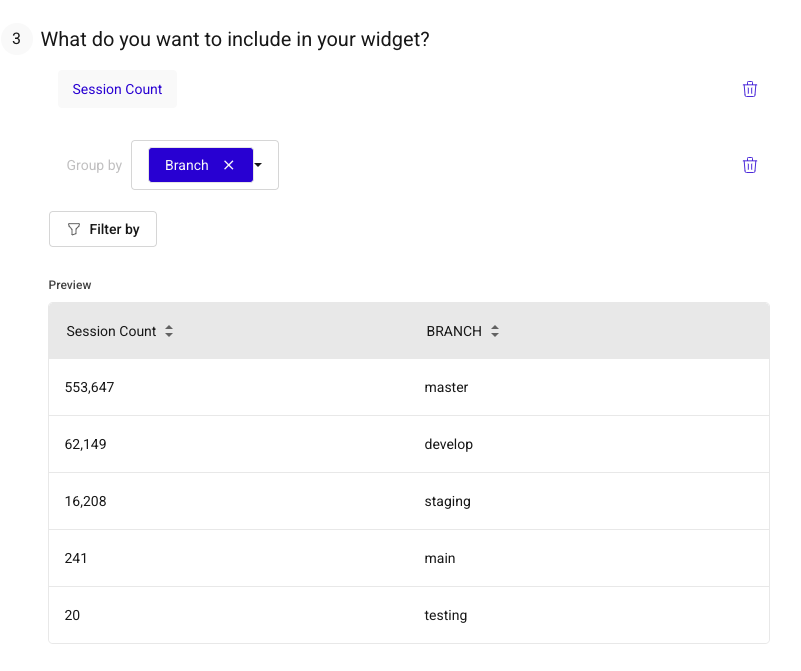 3 What do you want to include in your widget?
Session Count
Group by Branch
Filter by
Preview
Session Count BRANCH
553,647 master
62,149 develop
16,208 staging
241 main
20 testing